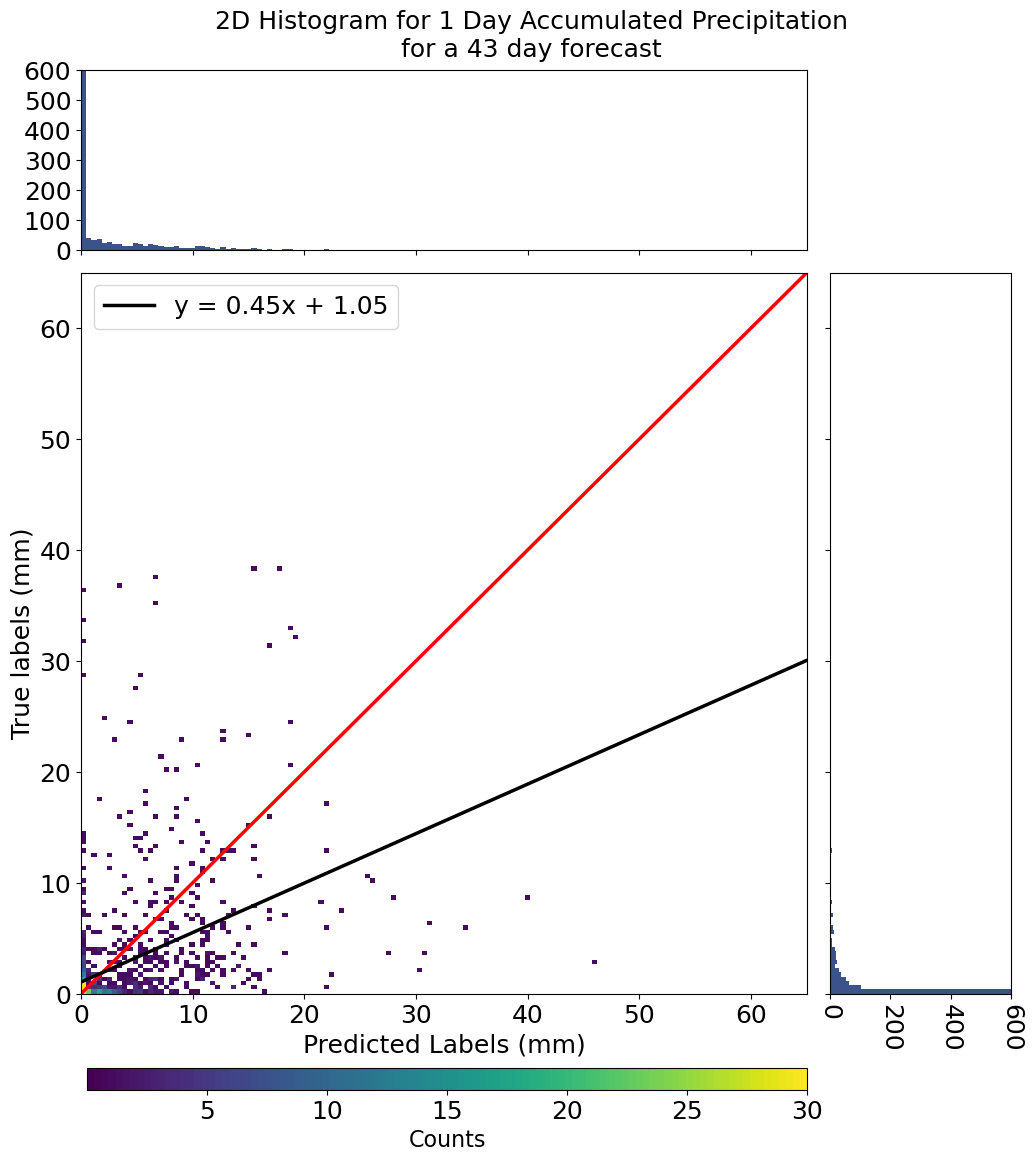 2D Histogram for 1 Day Accumulated Precipitation
for a 43 day forecast
600
500
400
300
200
100
0
y = 0.45x + 1.05
60
50
40
30
20
10
0
True labels (mm)
0 10 20 30 40 50 60
Predicted Labels (mm)
0 200 400 600
5 10 15 20 25 30
Counts